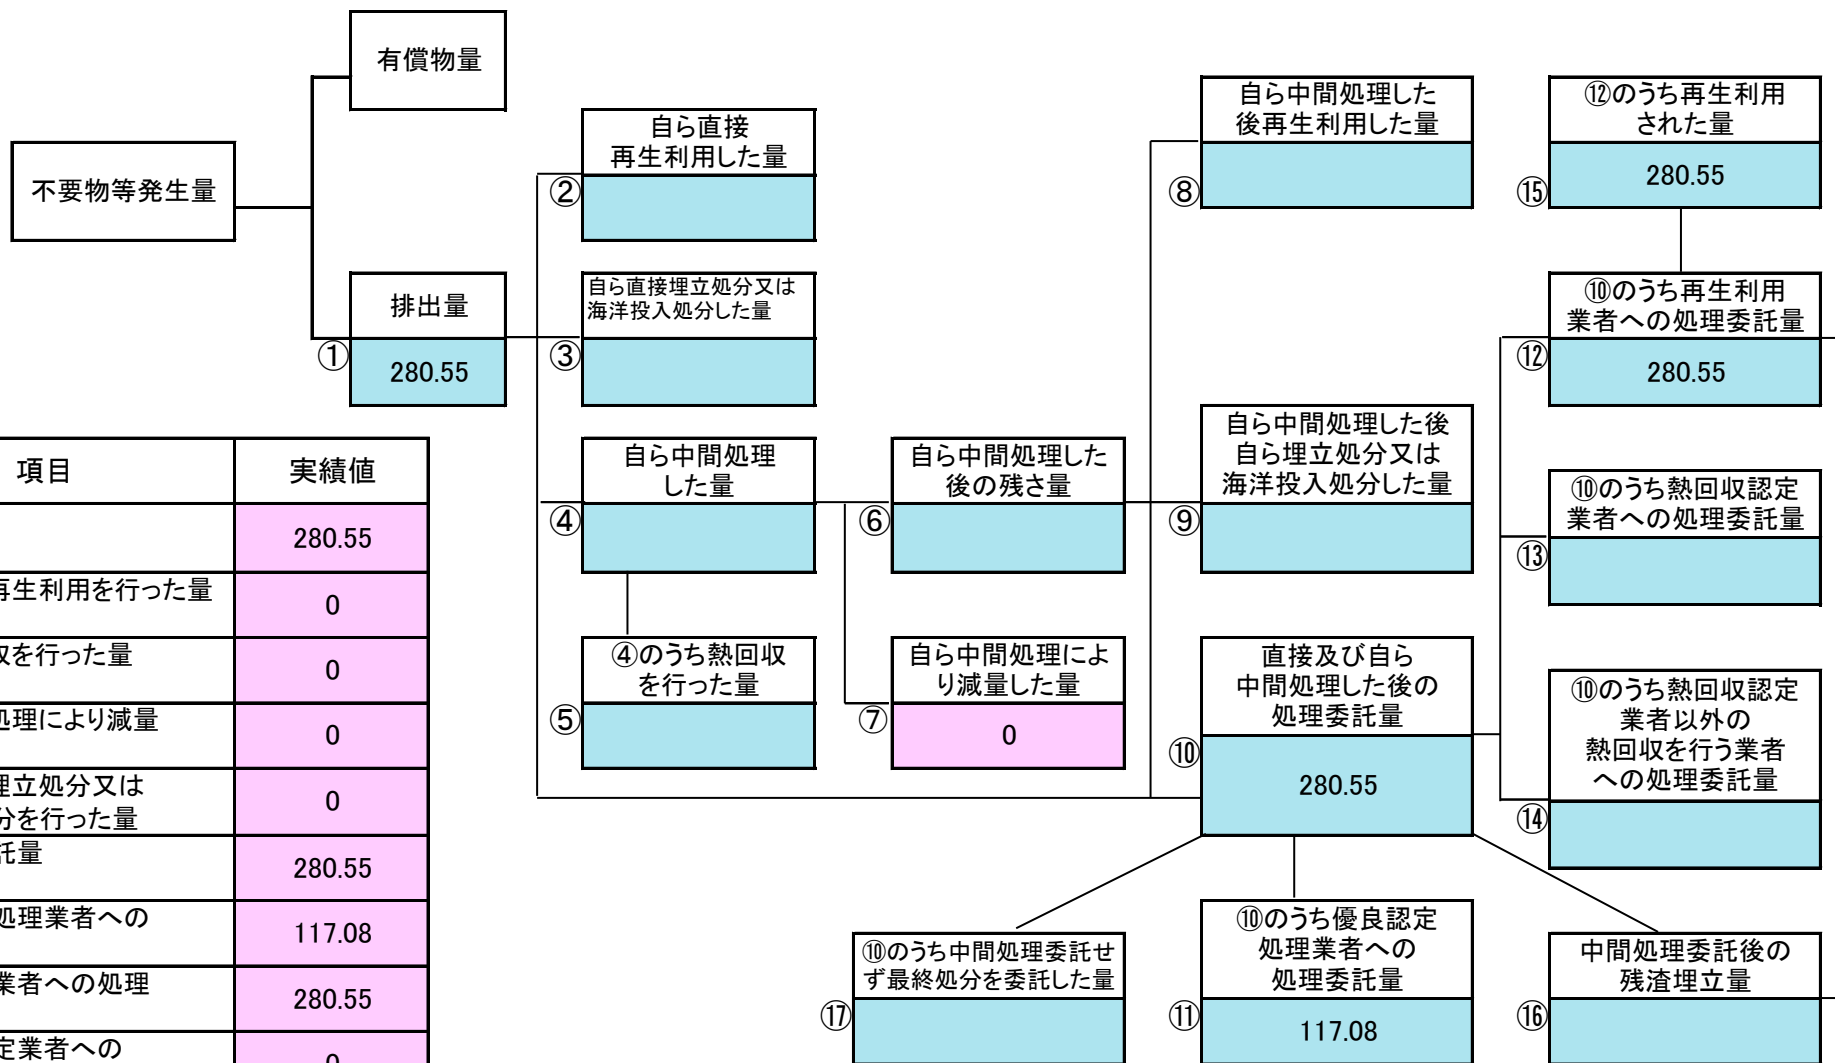 有償物量
不要物等発生量
排出量
①
280.55
自ら直接
再生利用した量
②
自ら直接埋立処分又は
海洋投入処分した量
③
自ら中間処理
した量
④
④のうち熱回収
を行った量
⑤
自ら中間処理した
後の残さ量
⑥
自ら中間処理によ
り減量した量
⑦
0
自ら中間処理した
後再生利用した量
⑧
自ら中間処理した後
自ら埋立処分又は
海洋投入処分した量
⑨
直接及び自ら
中間処理した後の
処理委託量
⑩
280.55
⑫のうち再生利用
された量
⑮
280.55
⑩のうち再生利用
業者への処理委託量
⑫
280.55
⑩のうち熱回収認定
業者への処理委託量
⑬
⑩のうち熱回収認定
業者以外の
熱回収を行う業者
への処理委託量
⑭
⑩のうち中間処理委託せ
ず最終処分を委託した量
⑰
⑩のうち優良認定
処理業者への
処理委託量
⑪
117.08
中間処理委託後の
残渣埋立量
⑯
項目 実績値
280.55
再生利用を行った量 0
を行った量 0
処理により減量 0
埋立処分又は
を行った量 0
託量 280.55
処理業者への 117.08
業者への処理 280.55
定業者への